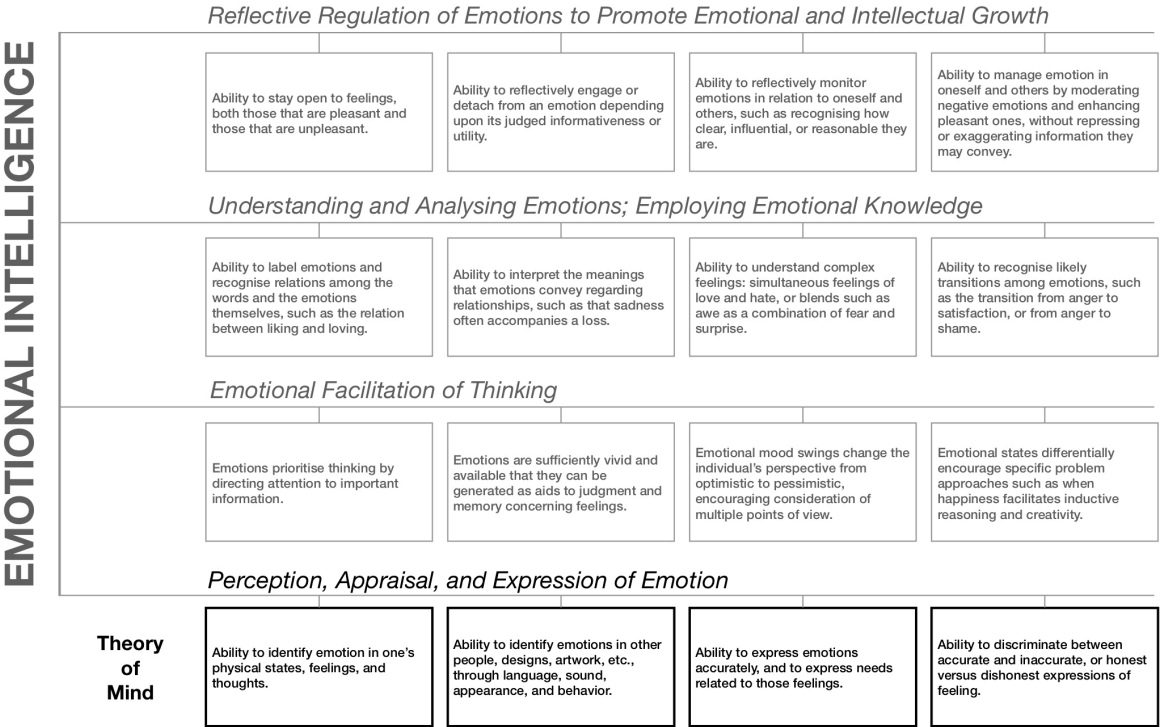 EMOTIONAL INTELLIGENCE
Reflective Regulation of Emotions to Promote Emotional and Intellectual Growth
Ability to stay open to feelings,
both those that are pleasant and
those that are unpleasant.
Ability to reflectively engage or
detach from an emotion depending
upon its judged informativeness or
utility.
Ability to reflectively monitor
emotions in relation to oneself and
others, such as recognising how
clear, influential, or reasonable they
are.
Ability to manage emotion in
oneself and others by moderating
negative emotions and enhancing
pleasant ones, without repressing
or exaggerating information they
may convey.
Understanding and Analysing Emotions; Employing Emotional Knowledge
Ability to label emotions and
recognise relations among the
words and the emotions
themselves, such as the relation
between liking and loving.
Ability to interpret the meanings
that emotions convey regarding
relationships, such as that sadness
often accompanies a loss.
Ability to understand complex
feelings: simultaneous feelings of
love and hate, or blends such as
awe as a combination of fear and
surprise.
Ability to recognise likely
transitions among emotions, such
as the transition from anger to
satisfaction, or from anger to
shame.
Emotional Facilitation of Thinking
Emotions prioritise thinking by
directing attention to important
information.
Emotions are sufficiently vivid and
available that they can be
generated as aids to judgment and
memory concerning feelings.
Emotional mood swings change the
individual's perspective from
optimistic to pessimistic,
encouraging consideration of
multiple points of view.
Emotional states differentially
encourage specific problem
approaches such as when
happiness facilitates inductive
reasoning and creativity.
Perception, Appraisal, and Expression of Emotion
Theory
of
Mind
Ability to identify emotion in one's
physical states, feelings, and
thoughts.
Ability to identify emotions in other
people, designs, artwork, etc.,
through language, sound,
appearance, and behavior.
Ability to express emotions
accurately, and to express needs
related to those feelings.
Ability to discriminate between
accurate and inaccurate, or honest
versus dishonest expressions of
feeling.